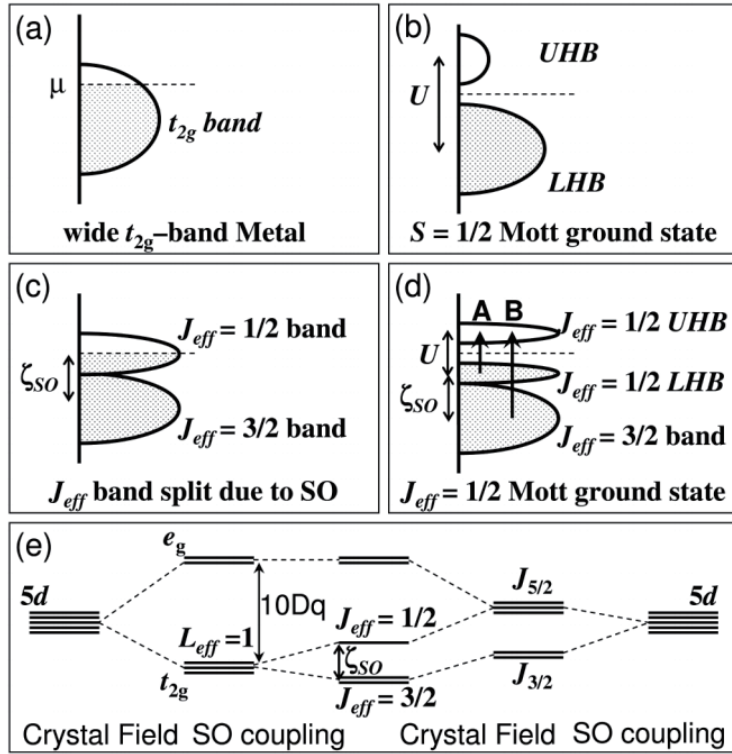 (a)
μ
t2g band
wide t2g–band Metal
(b)
UHB
U
LHB
S = 1/2 Mott ground state
(c)
Jeff = 1/2 band
ζSO
Jeff = 3/2 band
Jeff band split due to SO
(d)
A B
Jeff = 1/2 UHB
U
Jeff = 1/2 LHB
ζSO
Jeff = 3/2 band
Jeff = 1/2 Mott ground state
(e)
eg
5d
10Dq
J5/2
5d
Leff=1
Jeff = 1/2
t2g
ζSO
Jeff = 3/2
J3/2
Crystal Field SO coupling Crystal Field SO coupling